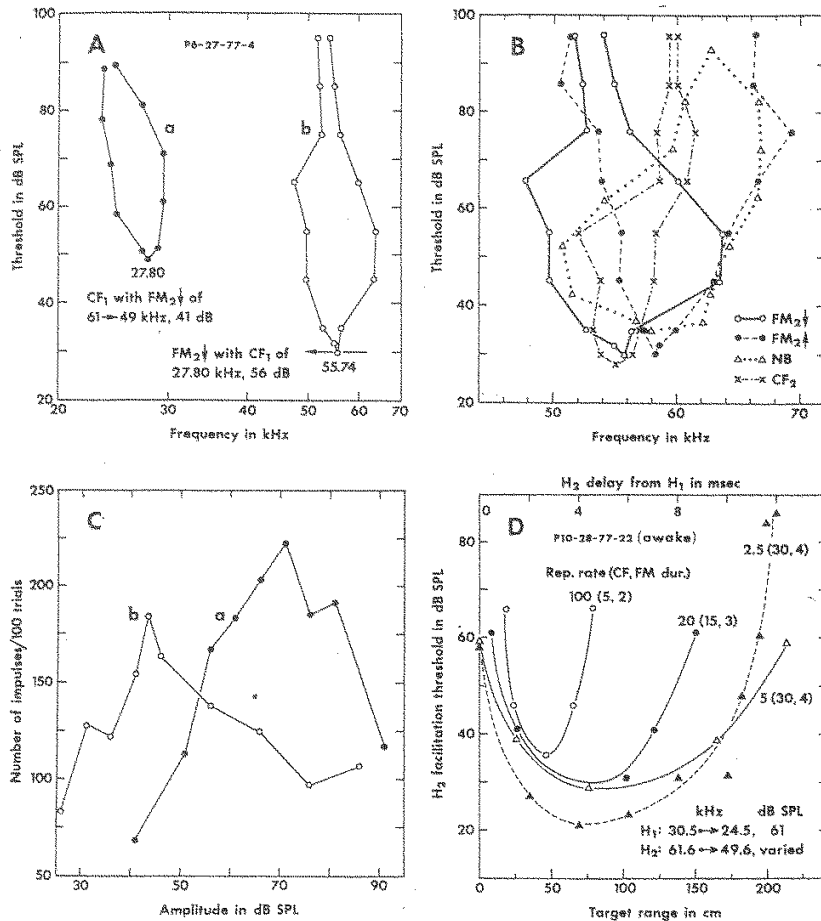 A
P6-27-77-4
100
80
60
40
20
Threshold in dB SPL
a
b
27.80
CF1 with FM2↓ of
61→49 kHz, 41 dB
FM2↓ with CF1 of
27.80 kHz, 56 dB
55.74
20 30 40 50 60 70
Frequency in kHz
B
100
80
60
40
20
Threshold in dB SPL
FM2↓
FM2↑
NB
CF2
50 60 70
Frequency in kHz
C
250
200
150
100
50
Number of impulses/100 trials
b
a
30 50 70 90
Amplitude in dB SPL
H2 delay from H1 in msec
0 4 8
D
P10-28-77-22 (awake)
80
60
40
20
H2 facilitation threshold in dB SPL
2.5 (30, 4)
Rep. rate (CF, FM dur.)
100 (5, 2)
20 (15, 3)
5 (30, 4)
kHz dB SPL
H1: 30.5↔24.5, 61
H2: 61.6↔49.6, varied
0 50 100 150 200
Target range in cm